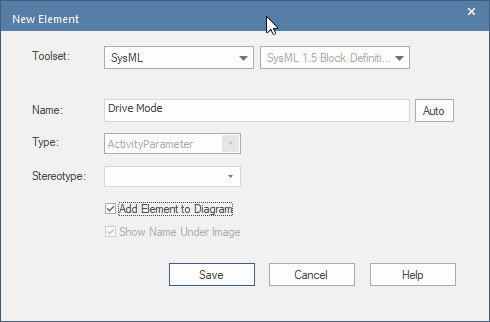 New Element
Toolset: SysML SysML 1.5 Block Definiti...
Name: Drive Mode Auto
Type: ActivityParameter
Stereotype:
Add Element to Diagram
Show Name Under Image
Save Cancel Help